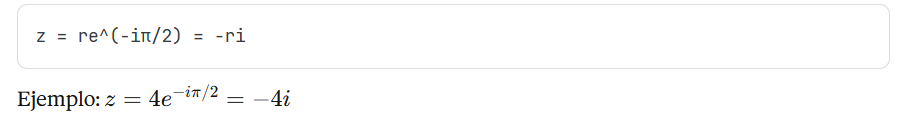 z = re^(-iπ/2) = -ri
Ejemplo: z = 4e^{-iπ/2} = −4i